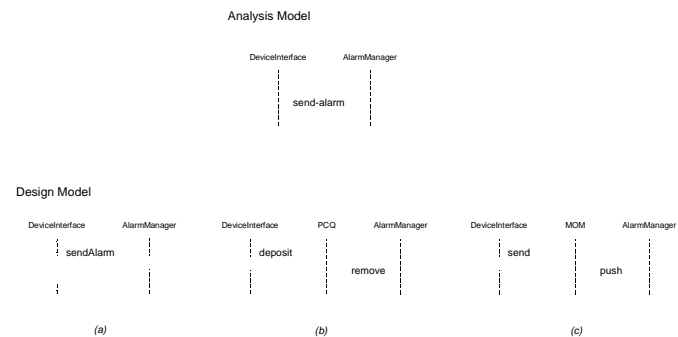 Analysis Model
DeviceInterface AlarmManager
send-alarm
Design Model
DeviceInterface AlarmManager DeviceInterface PCQ AlarmManager DeviceInterface MOM AlarmManager
sendAlarm deposit send
remove push
(a) (b) (c)